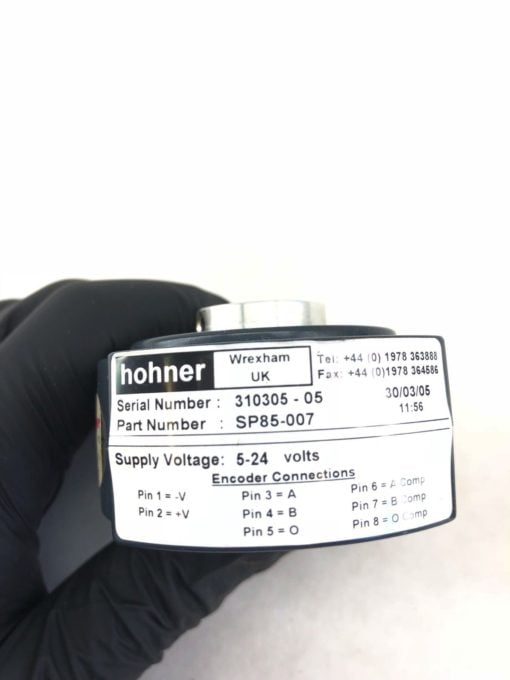 hohner
Wrexham
UK
Tel: +44 (0) 1978 363888
Fax: +44 (0)1978 364586
Serial Number : 310305 - 05
30/03/05
Part Number : SP85-007
11:56
Supply Voltage: 5-24 volts
Encoder Connections
Pin 1 = -V
Pin 3 = A
Pin 6 = A Comp
Pin 2 = +V
Pin 4 = B
Pin 7 = B Comp
Pin 5 = O
Pin 8 = O Comp